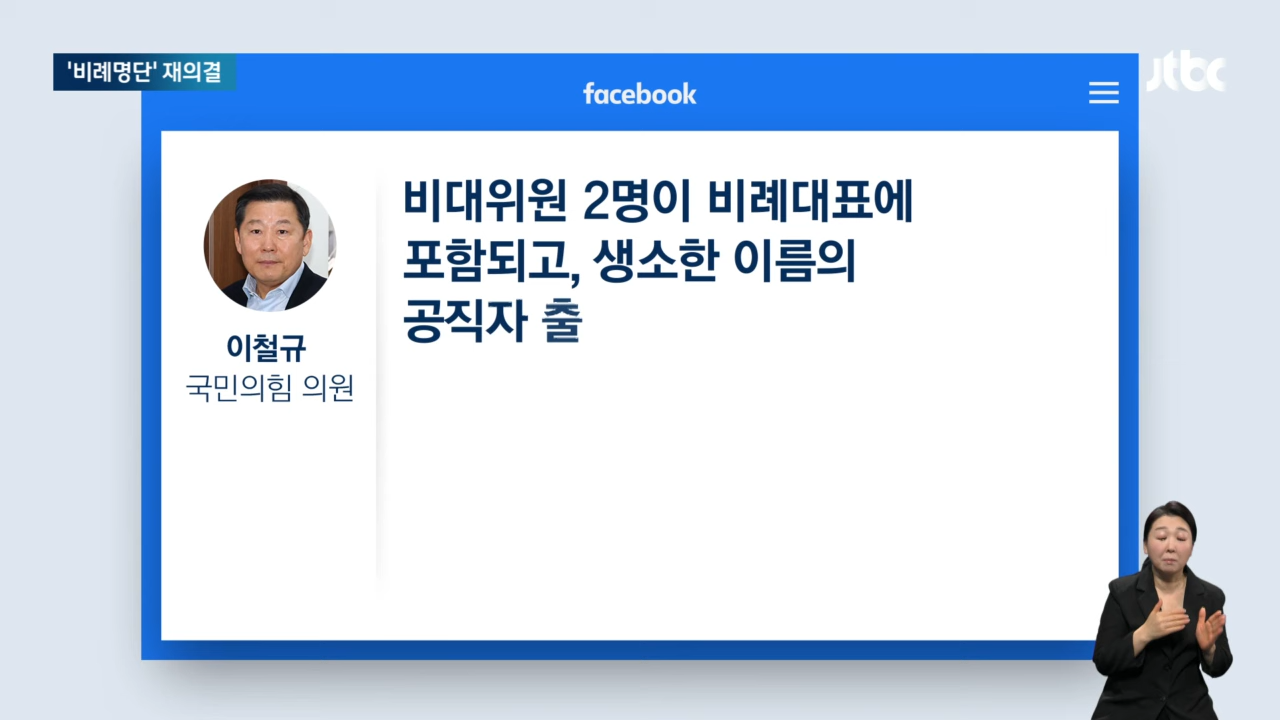 '비례명단' 재의결
facebook
jtbc
비대위원 2명이 비례대표에
포함되고, 생소한 이름의
공직자 출
이철규
국민의힘 의원